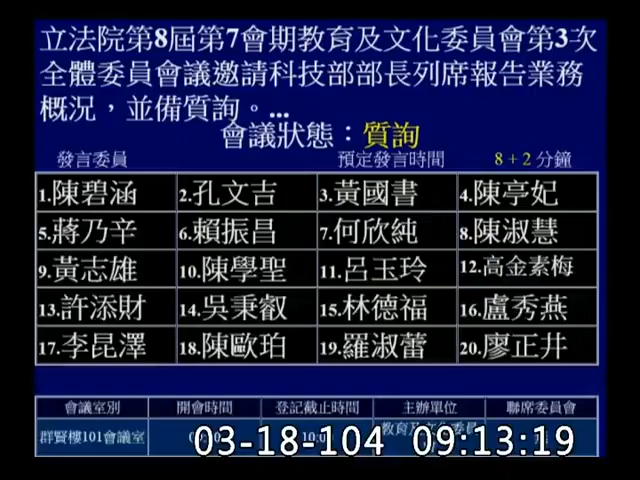 立法院第8屆第7會期教育及文化委員會第3次
全體委員會議邀請科技部部長列席報告業務
概況，並備質詢。...
會議狀態：質詢
發言委員 預定發言時間 8 + 2 分鐘
1.陳碧涵 2.孔文吉 3.黃國書 4.陳亭妃
5.蔣乃辛 6.賴振昌 7.何欣純 8.陳淑慧
9.黃志雄 10.陳學聖 11.呂玉玲 12.高金素梅
13.許添財 14.吳秉叡 15.林德福 16.盧秀燕
17.李昆澤 18.陳歐珀 19.羅淑蕾 20.廖正井
會議室別 開會時間 登記截止時間 主辦單位 聯席委員會
群賢樓101會議室 教育及文化委員
03-18-104 09:13:19